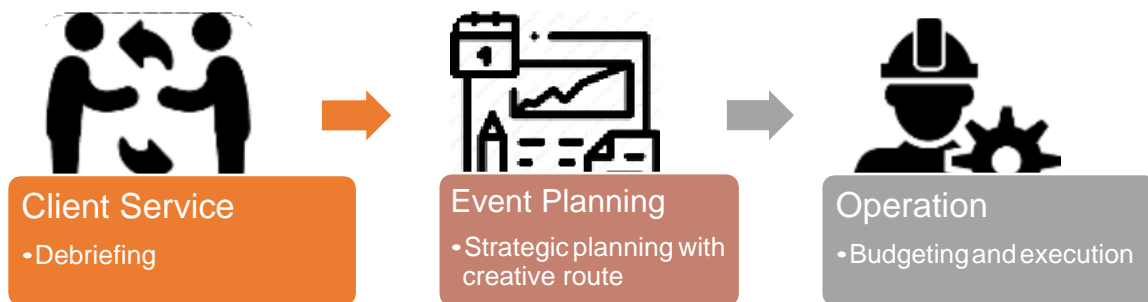 Client Service
•Debriefing
Event Planning
•Strategic planning with
creative route
Operation
•Budgeting and execution